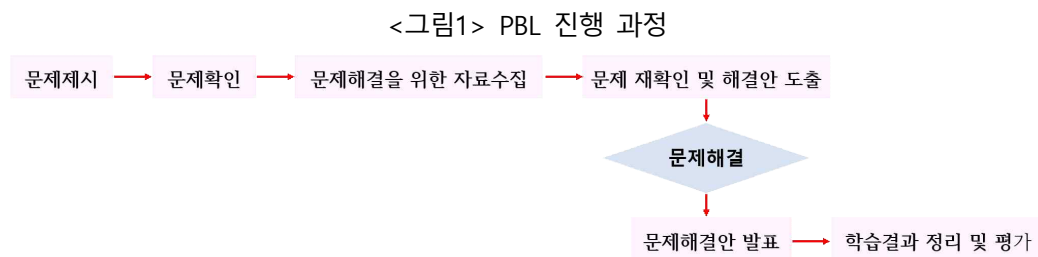 <그림1> PBL 진행 과정
문제제시
문제확인
문제해결을 위한 자료수집
문제 재확인 및 해결안 도출
문제해결
문제해결안 발표
학습결과 정리 및 평가